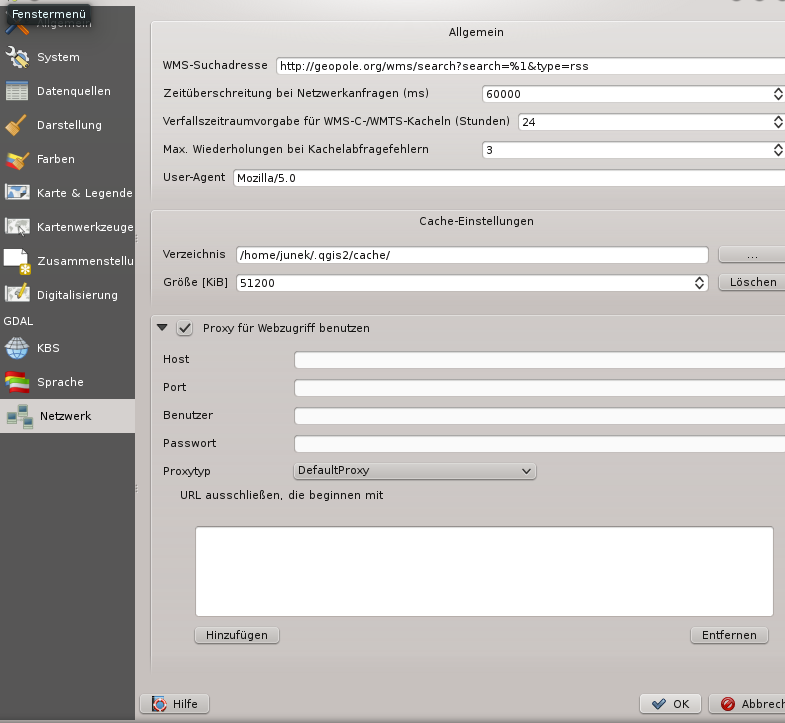 Fenstermenü
Allgemein
System
Datenquellen
Darstellung
Farben
Karte & Legende
Kartenwerkzeuge
Zusammenstellu
Digitalisierung
GDAL
KBS
Sprache
Netzwerk
Allgemein
WMS-Suchadresse http://geopole.org/wms/search?search=%1&type=rss
Zeitüberschreitung bei Netzwerkanfragen (ms) 60000
Verfallszeitraumvorgabe für WMS-C-/WMTS-Kacheln (Stunden) 24
Max. Wiederholungen bei Kachelabfragefehlern 3
User-Agent Mozilla/5.0
Cache-Einstellungen
Verzeichnis /home/junek/.qgis2/cache/ ...
Größe [KiB] 51200 Löschen
Proxy für Webzugriff benutzen
Host
Port
Benutzer
Passwort
Proxytyp DefaultProxy
URL ausschließen, die beginnen mit
Hinzufügen Entfernen
Hilfe OK Abbrech